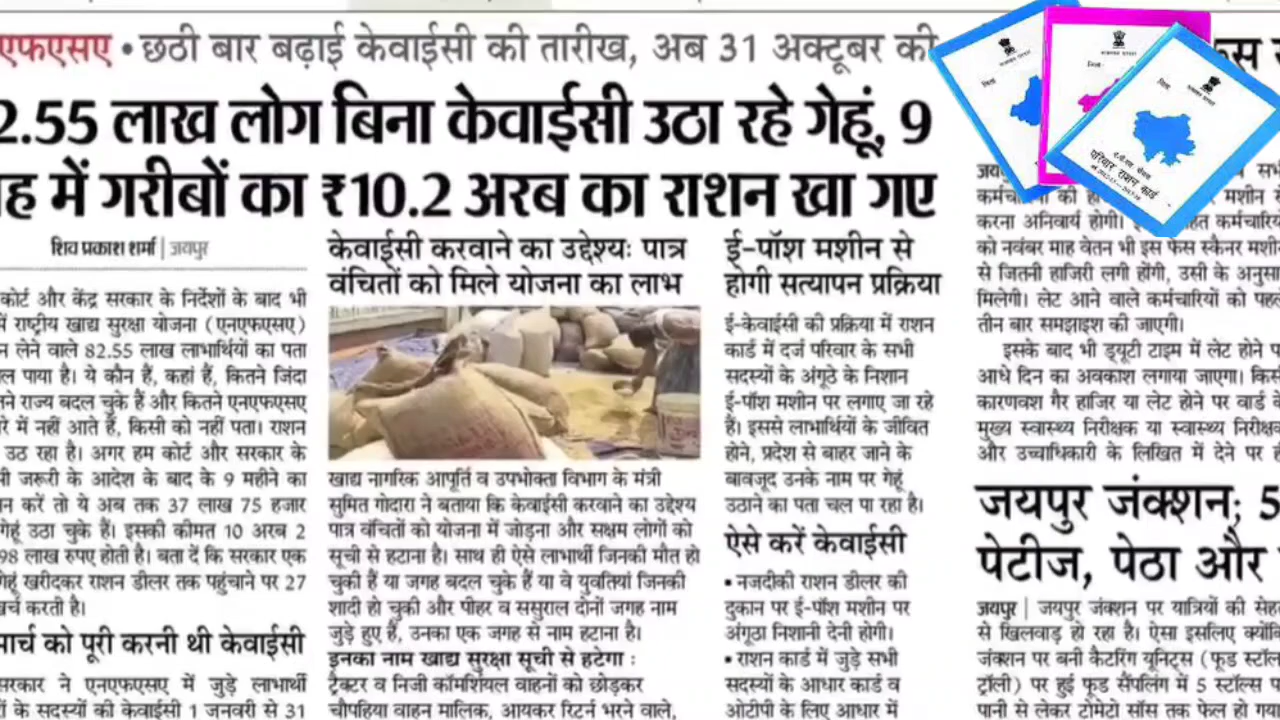 एफएसए • छठी बार बढ़ाई केवाईसी की तारीख, अब 31 अक्टूबर की
2.55 लाख लोग बिना केवाईसी उठा रहे गेहूं, 9
ह में गरीबों का ₹10.2 अरब का राशन खा गए
शिव प्रकाश शर्मा | जयपुर
कोर्ट और केंद्र सरकार के निर्देशों के बाद भी
में राष्ट्रीय खाद्य सुरक्षा योजना (एनएफएसए)
न लेने वाले 82.55 लाख लाभार्थियों का पता
ल पाया है। ये कौन हैं, कहां हैं, कितने जिंदा
तने राज्य बदल चुके हैं और कितने एनएफएसए
रे में नहीं आते हैं, किसी को नहीं पता। राशन
उठ रहा है। अगर हम कोर्ट और सरकार के
सी जरूरी के आदेश के बाद के 9 महीने का
न करें तो ये अब तक 37 लाख 75 हजार
गेहूं उठा चुके हैं। इसकी कीमत 10 अरब 2
98 लाख रुपए होती है। बता दें कि सरकार एक
गेहूं खरीदकर राशन डीलर तक पहुंचाने पर 27
खर्च करती है।
मार्च को पूरी करनी थी केवाईसी
सरकार ने एनएफएसए में जुड़े लाभार्थी
ों के सदस्यों की केवाईसी 1 जनवरी से 31
केवाईसी करवाने का उद्देश्यः पात्र
वंचितों को मिले योजना का लाभ
खाद्य नागरिक आपूर्ति व उपभोक्ता विभाग के मंत्री
सुमित गोदारा ने बताया कि केवाईसी करवाने का उद्देश्य
पात्र वंचितों को योजना में जोड़ना और सक्षम लोगों को
सूची से हटाना है। साथ ही ऐसे लाभार्थी जिनकी मौत हो
चुकी हैं या जगह बदल चुके हैं या वे युवतियां जिनकी
शादी हो चुकी और पीहर व ससुराल दोनों जगह नाम
जुड़े हुए हैं, उनका एक जगह से नाम हटाना है।
इनका नाम खाद्य सुरक्षा सूची से हटेगा :
ट्रैक्टर व निजी कॉमर्शियल वाहनों को छोड़कर
चौपहिया वाहन मालिक, आयकर रिटर्न भरने वाले,
ई-पॉश मशीन से
होगी सत्यापन प्रक्रिया
ई-केवाईसी की प्रक्रिया में राशन
कार्ड में दर्ज परिवार के सभी
सदस्यों के अंगूठे के निशान
ई-पॉश मशीन पर लगाए जा रहे
है। इससे लाभार्थियों के जीवित
होने, प्रदेश से बाहर जाने के
बावजूद उनके नाम पर गेहूं
उठाने का पता चल पा रहा है।
ऐसे करें केवाईसी
• नजदीकी राशन डीलर की
दुकान पर ई-पॉश मशीन पर
अंगूठा निशानी देनी होगी।
• राशन कार्ड में जुड़े सभी
सदस्यों के आधार कार्ड व
ओटीपी के लिए आधार में
परिवार राशन कार्ड
करना अनिवार्य होगी। कर्मचारिय
को नवंबर माह वेतन भी इस फेस स्कैनर मशी
से जितनी हाजिरी लगी होंगी, उसी के अनुसा
मिलेगी। लेट आने वाले कर्मचारियों को पहल
तीन बार समझाइश की जाएगी।
इसके बाद भी ड्यूटी टाइम में लेट होने प
आधे दिन का अवकाश लगाया जाएगा। किसी
कारणवश गैर हाजिर या लेट होने पर वार्ड के
मुख्य स्वास्थ्य निरीक्षक या स्वास्थ्य निरीक्षक
और उच्चाधिकारी के लिखित में देने पर ह
जयपुर जंक्शन; 5
पेटीज, पेठा और
जयपुर | जयपुर जंक्शन पर यात्रियों की सेह
से खिलवाड़ हो रहा है। ऐसा इसलिए क्योंकि
जंक्शन पर बनी कैटरिंग यूनिट्स (फूड स्टॉल
ट्रॉली) पर हुई फूड सैंपलिंग में 5 स्टॉल्स प
पानी से लेकर टोमेटो सॉस तक फेल हो गया